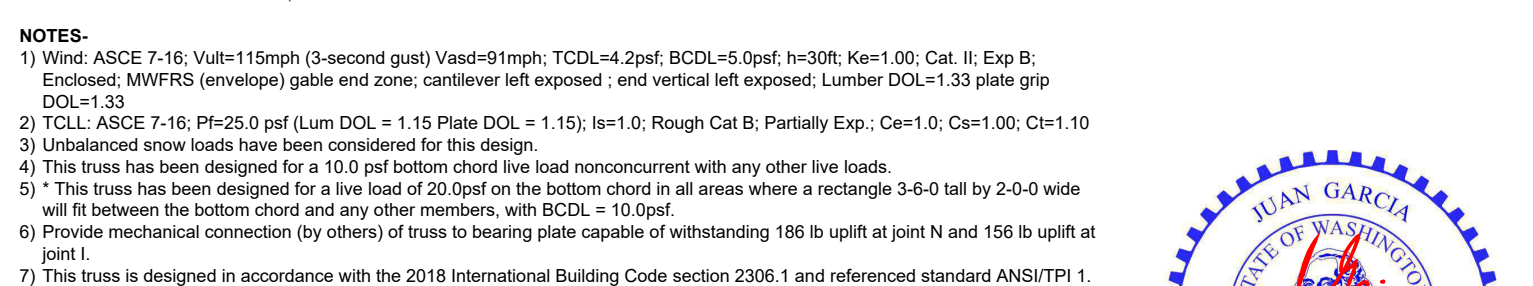 NOTES-
1) Wind: ASCE 7-16; Vult=115mph (3-second gust) Vasd=91mph; TCDL=4.2psf; BCDL=5.0psf; h=30ft; Ke=1.00; Cat. II; Exp B;
Enclosed; MWFRS (envelope) gable end zone; cantilever left exposed ; end vertical left exposed; Lumber DOL=1.33 plate grip
DOL=1.33
2) TCLL: ASCE 7-16; Pf=25.0 psf (Lum DOL = 1.15 Plate DOL = 1.15); Is=1.0; Rough Cat B; Partially Exp.; Ce=1.0; Cs=1.00; Ct=1.10
3) Unbalanced snow loads have been considered for this design.
4) This truss has been designed for a 10.0 psf bottom chord live load nonconcurrent with any other live loads.
5) * This truss has been designed for a live load of 20.0psf on the bottom chord in all areas where a rectangle 3-6-0 tall by 2-0-0 wide
will fit between the bottom chord and any other members, with BCDL = 10.0psf.
6) Provide mechanical connection (by others) of truss to bearing plate capable of withstanding 186 lb uplift at joint N and 156 lb uplift at
joint I.
7) This truss is designed in accordance with the 2018 International Building Code section 2306.1 and referenced standard ANSI/TPI 1.
JUAN GARCIA
TATE OF WASHINGTO